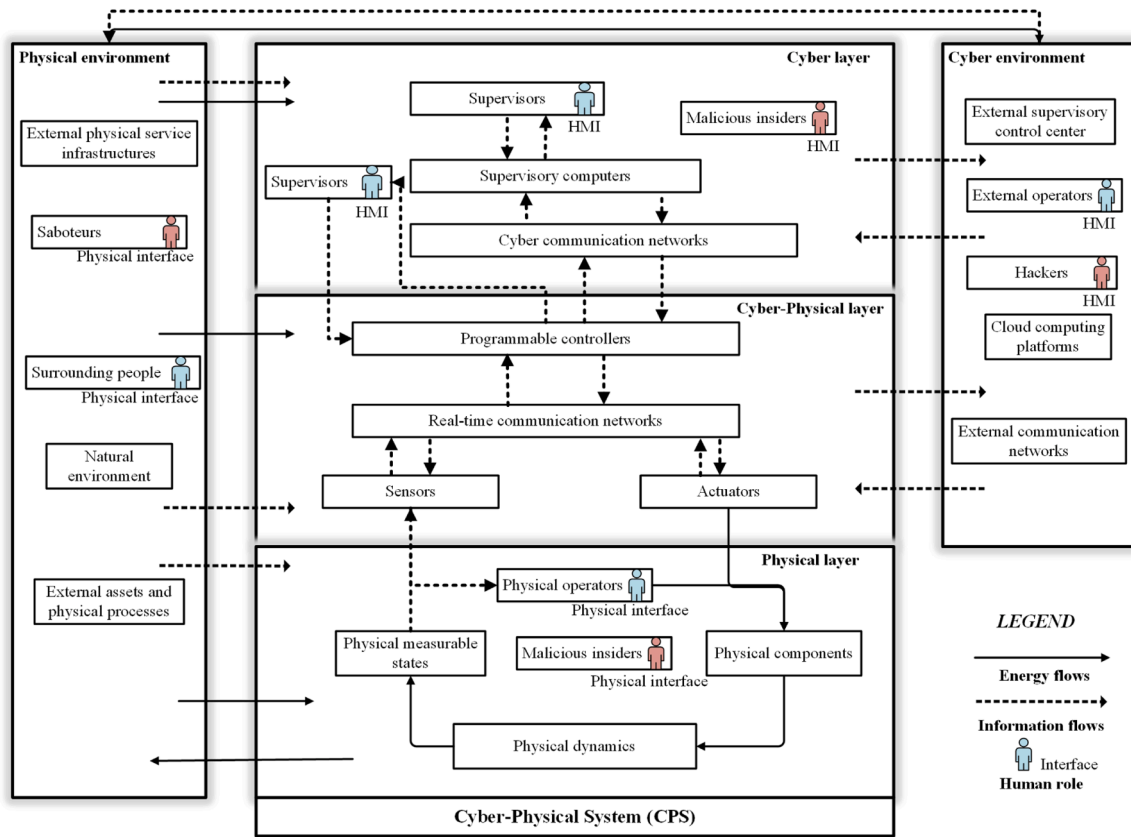 Physical environment
External physical service
infrastructures
Saboteurs
Physical interface
Surrounding people
Physical interface
Natural
environment
External assets and
physical processes
Cyber layer
Supervisors
HMI
Malicious insiders
HMI
Supervisors
HMI
Supervisory computers
Cyber communication networks
Cyber-Physical layer
Programmable controllers
Real-time communication networks
Sensors
Actuators
Physical layer
Physical operators
Physical interface
Physical measurable
states
Malicious insiders
Physical interface
Physical components
Physical dynamics
Cyber-Physical System (CPS)
Cyber environment
External supervisory
control center
External operators
HMI
Hackers
HMI
Cloud computing
platforms
External communication
networks
LEGEND
Energy flows
Information flows
Interface
Human role